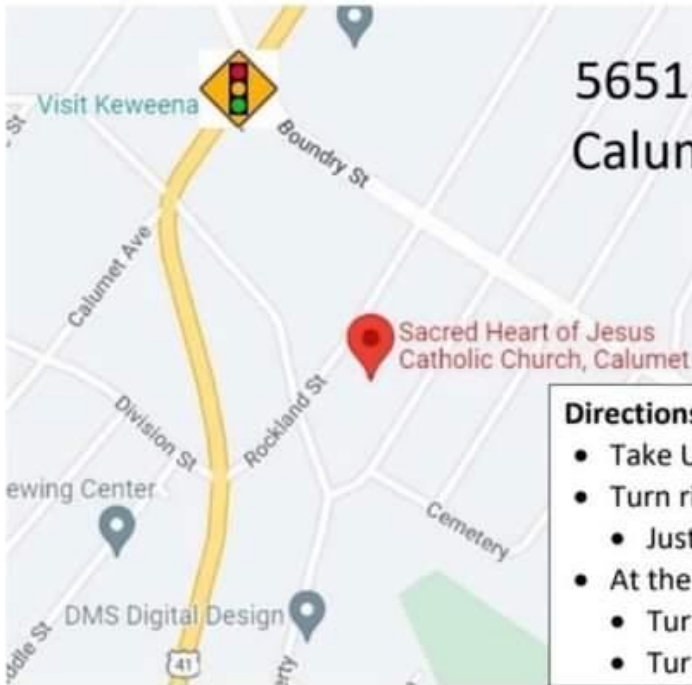 5651
Visit Keweena
St
Boundry St
Calumet Ave
Sacred Heart of Jesus
Catholic Church, Calumet
Rockland St
Division St
ewing Center
Cemetery
DMS Digital Design
41
Directions
• Take U
• Turn ri
• Just
• At the
• Tur
• Tur